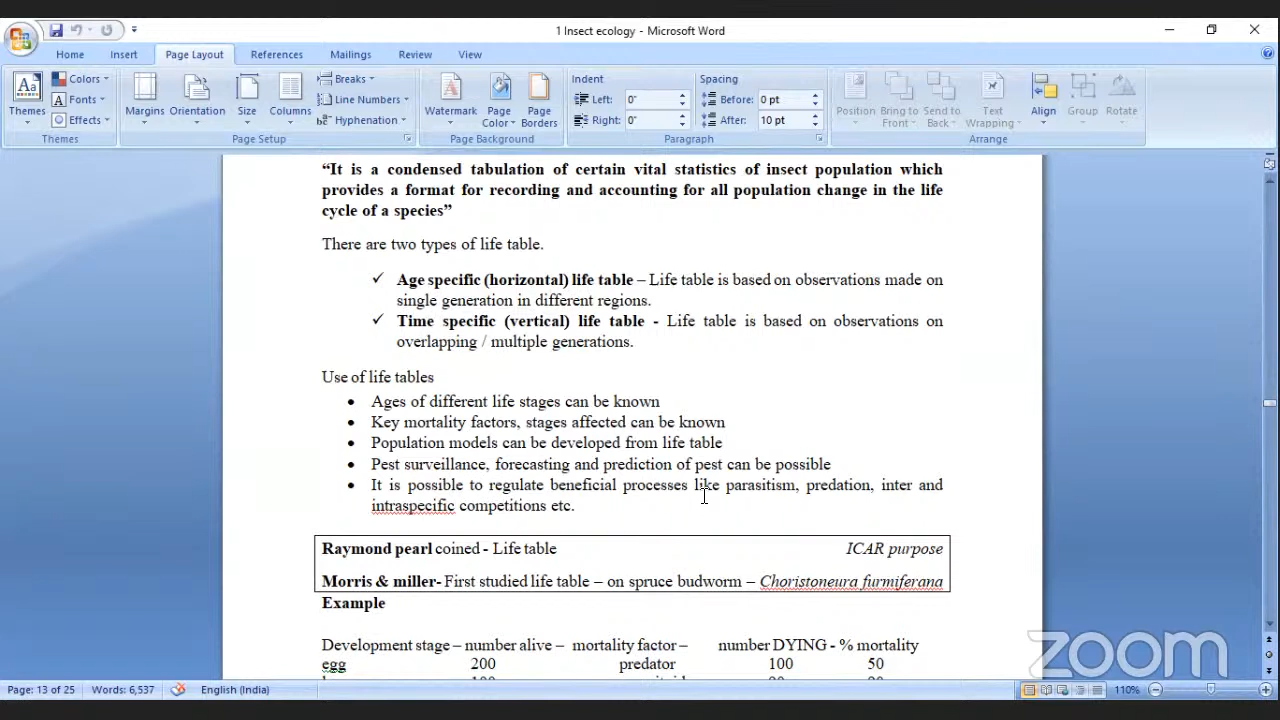 1 Insect ecology - Microsoft Word
Home Insert Page Layout References Mailings Review View
Themes Colors Fonts Effects Themes
Margins Orientation Size Columns Breaks Line Numbers Hyphenation Page Setup
Watermark Page Color Page Borders Page Background
Indent Left: 0" Right: 0" Spacing Before: 0 pt After: 10 pt Paragraph
Position Bring to Front Send to Back Text Wrapping Align Group Rotate Arrange
“It is a condensed tabulation of certain vital statistics of insect population which
provides a format for recording and accounting for all population change in the life
cycle of a species”
There are two types of life table.
✓ Age specific (horizontal) life table – Life table is based on observations made on
single generation in different regions.
✓ Time specific (vertical) life table - Life table is based on observations on
overlapping / multiple generations.
Use of life tables
• Ages of different life stages can be known
• Key mortality factors, stages affected can be known
• Population models can be developed from life table
• Pest surveillance, forecasting and prediction of pest can be possible
• It is possible to regulate beneficial processes like parasitism, predation, inter and
intraspecific competitions etc.
Raymond pearl coined - Life table ICAR purpose
Morris & miller- First studied life table – on spruce budworm – Choristoneura furmiferana
Example
Development stage – number alive – mortality factor – number DYING - % mortality
egg 200 predator 100 50
Page: 13 of 25 Words: 6,537 English (India) 110%
zoom